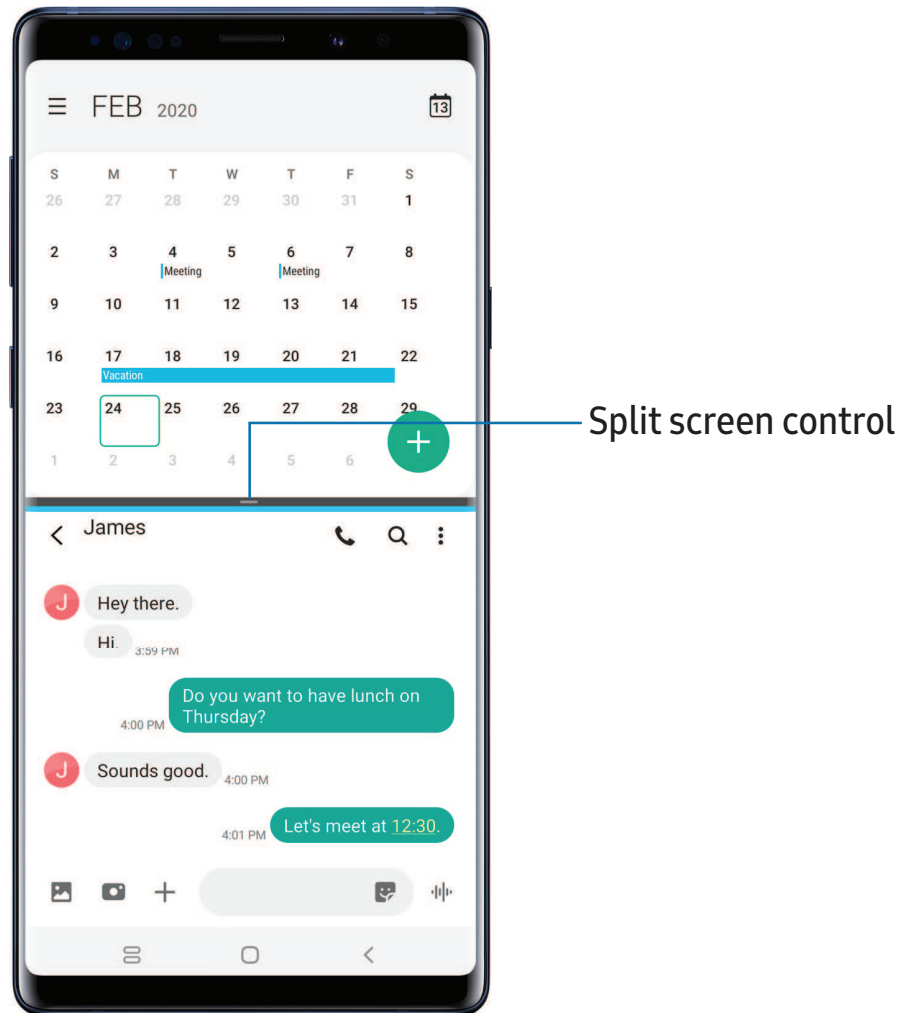 FEB 2020
13
S M T W T F S
26 27 28 29 30 31 1
2 3 4 5 6 7 8
Meeting Meeting
9 10 11 12 13 14 15
16 17 18 19 20 21 22
Vacation
23 24 25 26 27 28 29
1 2 3 4 5 6
Split screen control
James
J Hey there.
Hi. 3:59 PM
Do you want to have lunch on
Thursday?
4:00 PM
J Sounds good. 4:00 PM
4:01 PM Let's meet at 12:30.